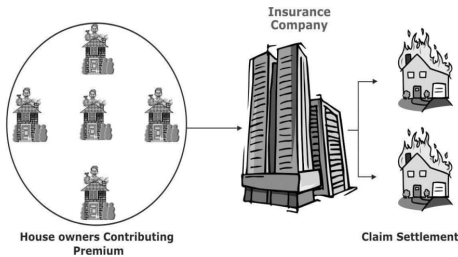 Insurance
Company
House owners Contributing
Premium
Claim Settlement